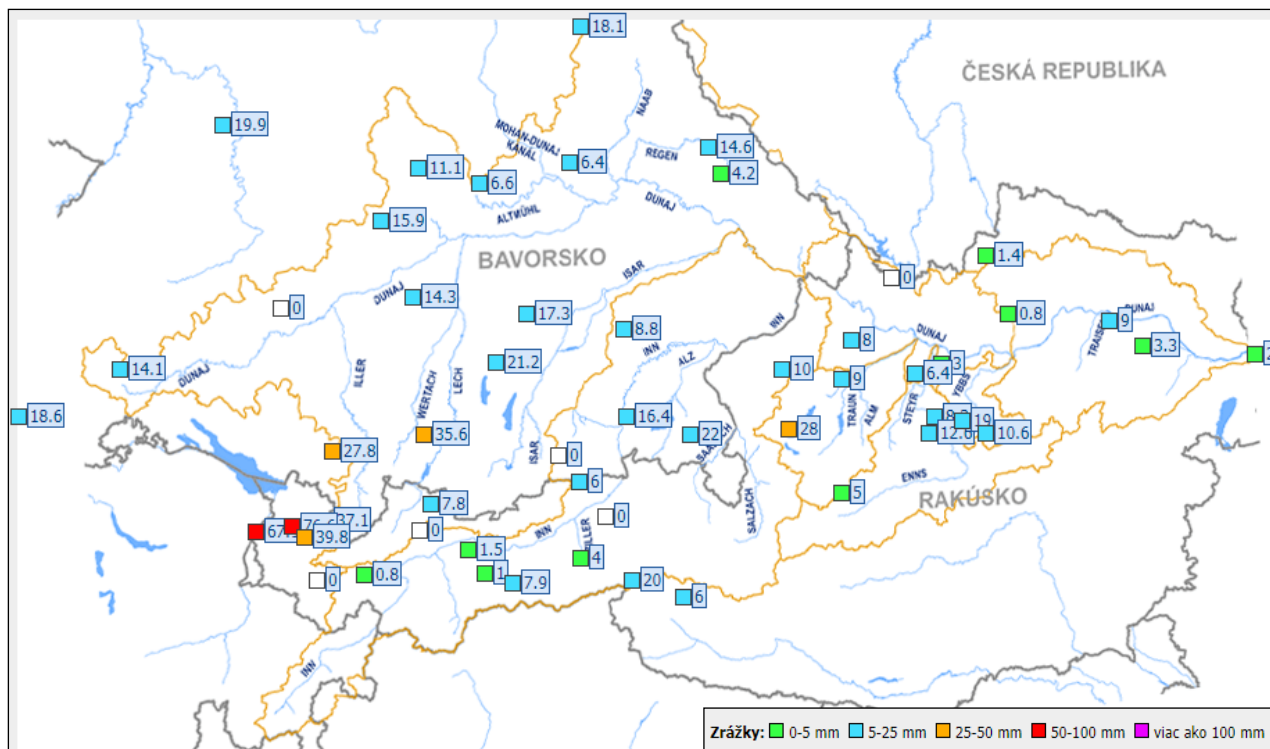 18.1
ČESKÁ REPUBLIKA
NAAB
19.9
MOHAN-DUNAJ
KANÁL
REGEN
14.6
11.1
6.4
4.2
6.6
DUNAJ
15.9
ALTMÜHL
BAVORSKO
ISAR
1.4
0
DUNAJ
14.3
0
17.3
0.8
9
DUNAJ
8.8
INN
8
DUNAJ
TRAISEN
3.3
INN
ALZ
3
14.1
DUNAJ
ILLER
WERTACH
LECH
21.2
10
9
6.4
YBBS
18.6
16.4
TRAUN
ALM
STEYR
19
35.6
22
28
12.6
10.6
27.8
ISAR
0
SAALACH
6
ENNS
5
RAKÚSKO
7.8
SALZACH
37.1
0
INN
0
39.8
1.5
4
0
0.8
1
7.9
20
6
INN
Zrážky:
0-5 mm
5-25 mm
25-50 mm
50-100 mm
viac ako 100 mm